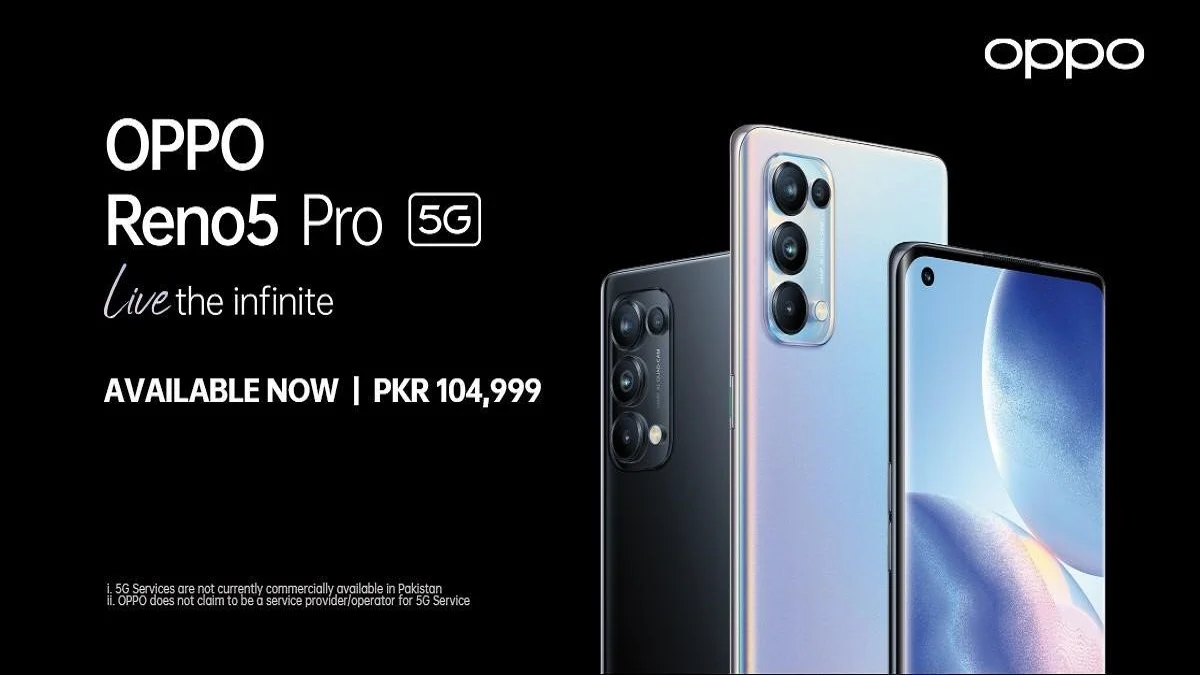 oppo
OPPO
Reno5 Pro 5G
Live the infinite
AVAILABLE NOW | PKR 104,999
i. 5G Services are not currently commercially available in Pakistan
ii. OPPO does not claim to be a service provider/operator for 5G Service